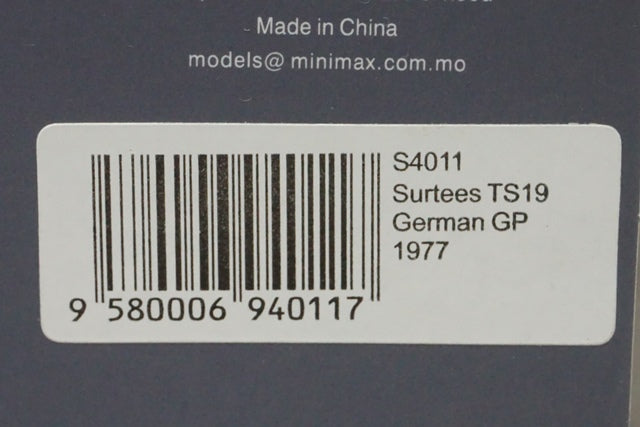 Made in China
models@ minimax.com.mo
S4011
Surtees TS19
German GP
1977
9 580006 940117